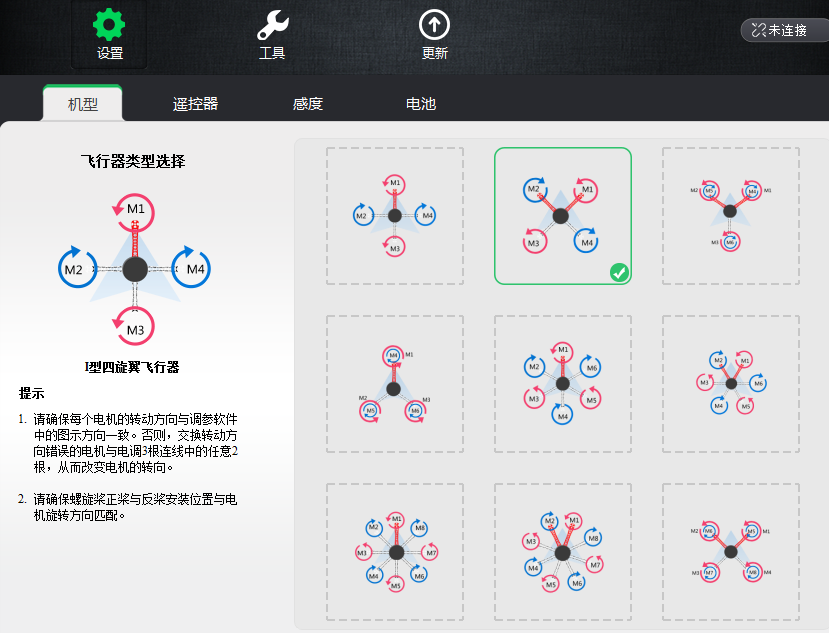 设置
工具
更新
未连接
机型
遥控器
感度
电池
飞行器类型选择
M1
M2
M4
M3
I型四旋翼飞行器
提示
1. 请确保每个电机的转动方向与调参软件
中的图示方向一致。否则，交换转动方
向错误的电机与电调3根连线中的任意2
根，从而改变电机的转向。
2. 请确保螺旋桨正桨与反桨安装位置与电
机旋转方向匹配。
M1
M2
M4
M3
M2
M1
M3
M4
M2 M5
M4 M1
M3 M6
M4 M1
M2
M5
M3
M6
M1
M2
M6
M3
M5
M4
M2
M1
M3
M6
M4
M5
M1
M2
M8
M3
M7
M4
M6
M5
M2
M1
M3
M8
M4
M7
M5
M6
M2 M6
M5 M1
M3 M7
M8 M4